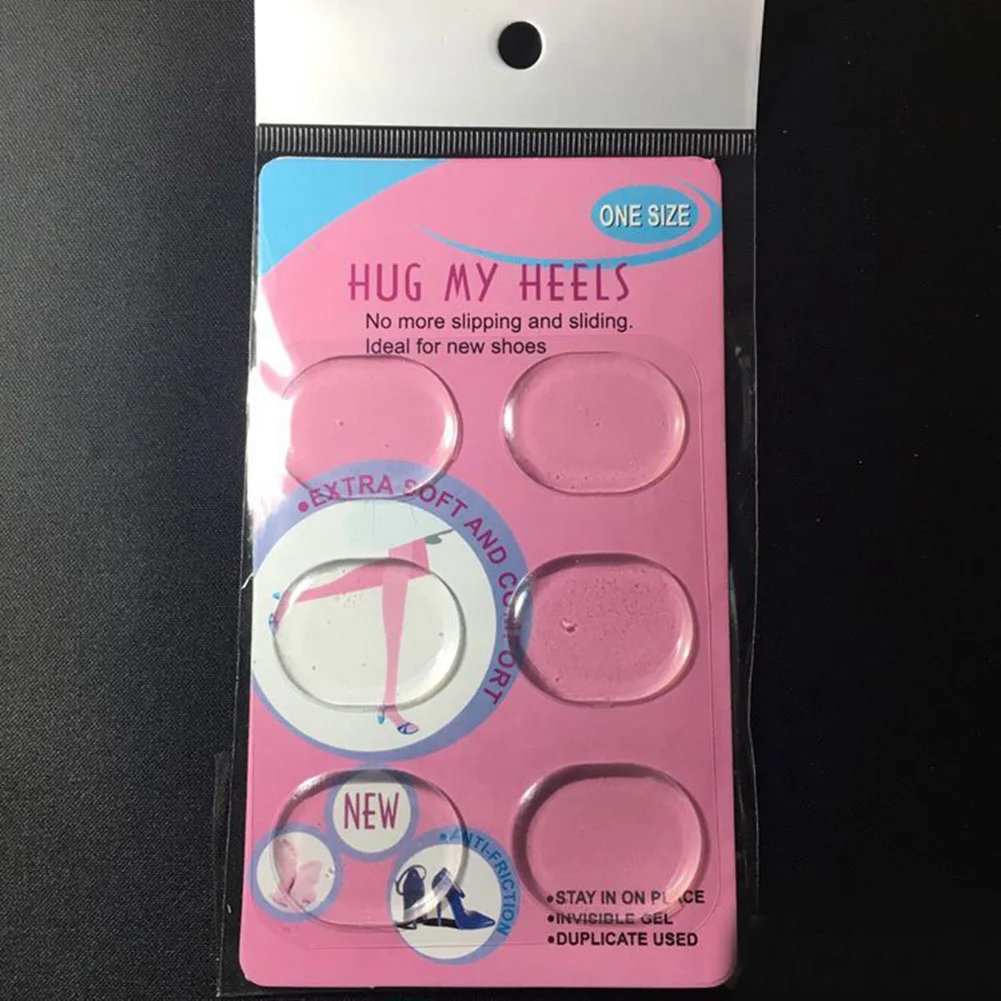 ONE SIZE
HUG MY HEELS
No more slipping and sliding.
Ideal for new shoes
•EXTRA SOFT AND COMFORT
NEW
•ANTI-FRICTION
•STAY IN ON PLACE
•INVISIBLE GEL
•DUPLICATE USED